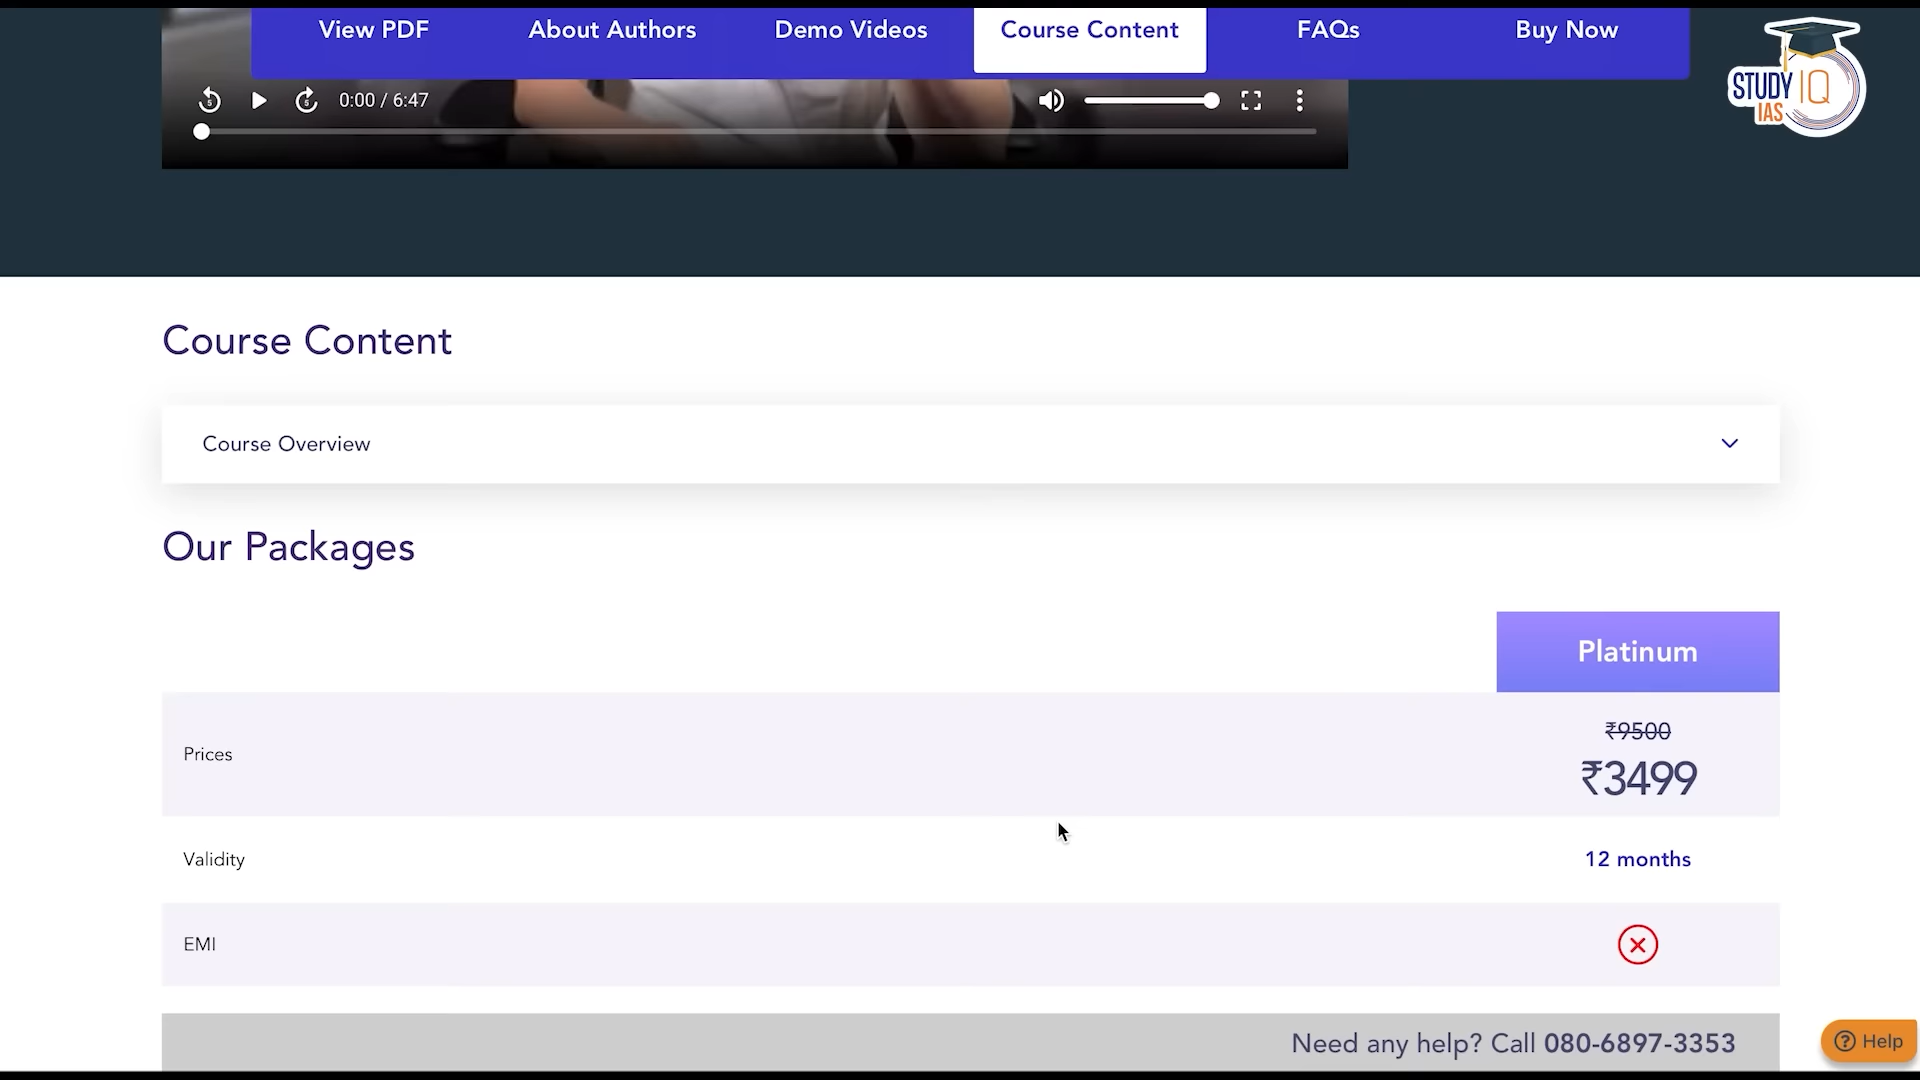 View PDF
About Authors
Demo Videos
Course Content
FAQs
Buy Now
STUDY IQ
IAS
5
5
0:00 / 6:47
Course Content
Course Overview
Our Packages
Platinum
Prices
₹9500
₹3499
Validity
12 months
EMI
Need any help? Call 080-6897-3353
Help